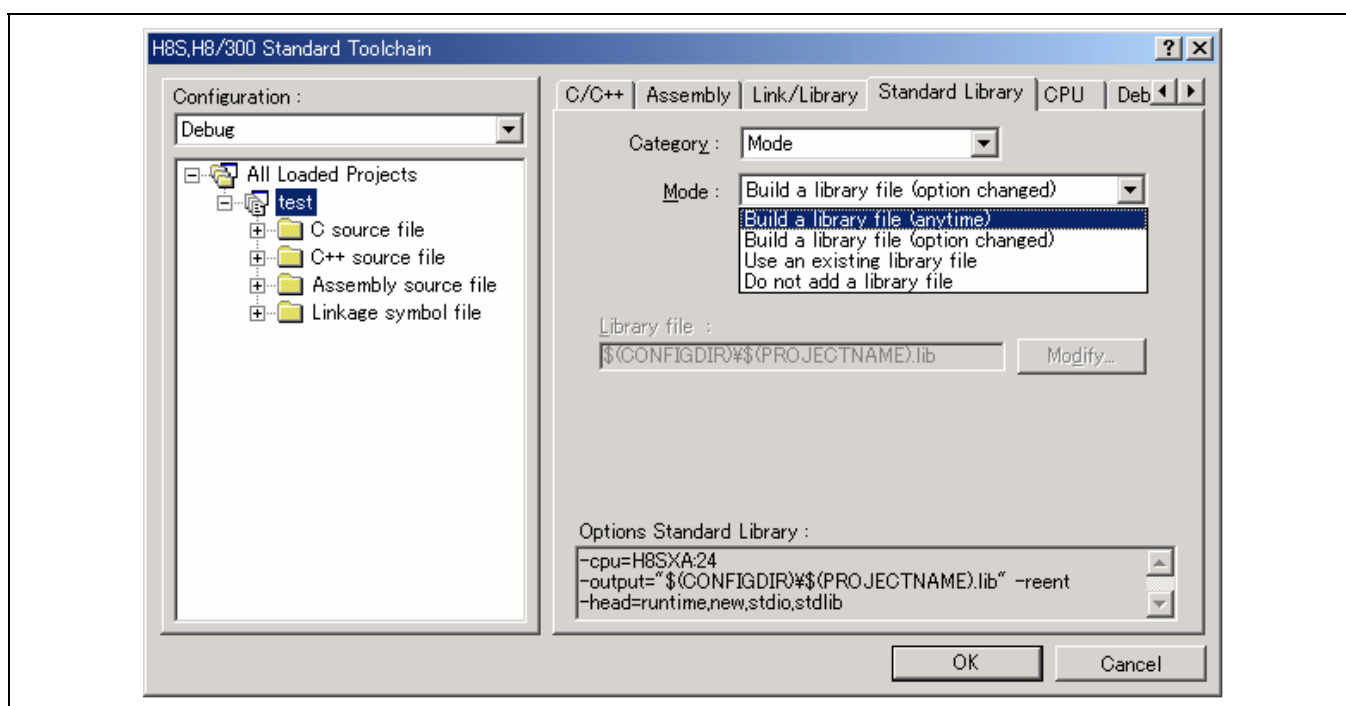 H8S,H8/300 Standard Toolchain
Configuration :
Debug
All Loaded Projects
test
C source file
C++ source file
Assembly source file
Linkage symbol file
C/C++ Assembly Link/Library Standard Library CPU Deb
Category :
Mode
Mode :
Build a library file (option changed)
Build a library file (anytime)
Build a library file (option changed)
Use an existing library file
Do not add a library file
Library file :
$(CONFIGDIR)¥$(PROJECTNAME).lib
Modify...
Options Standard Library :
-cpu=H8SXA:24
-output="$(CONFIGDIR)¥$(PROJECTNAME).lib" -reent
-head=runtime,new,stdio,stdlib
OK Cancel